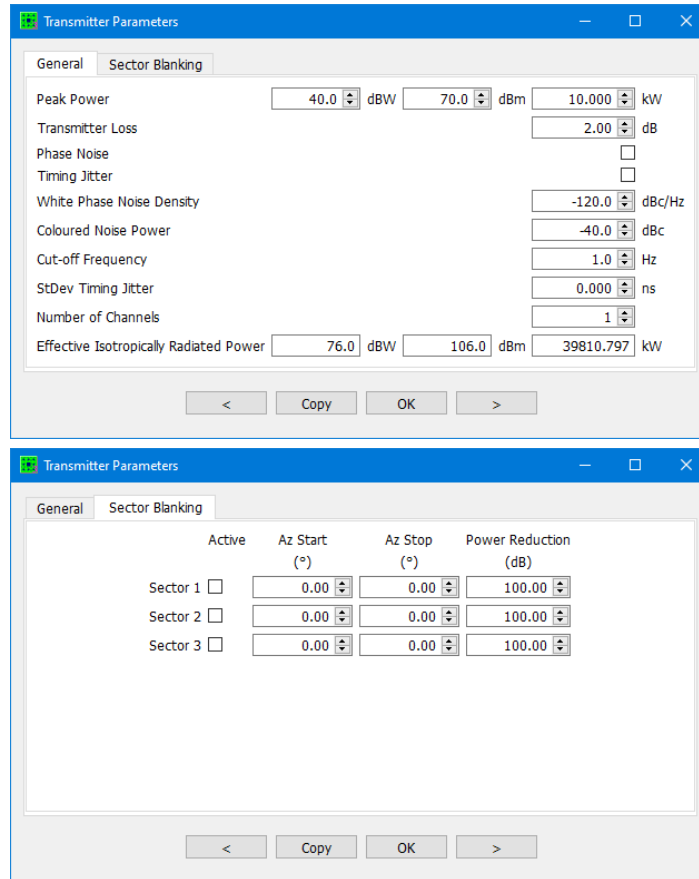 Transmitter Parameters
General Sector Blanking
Peak Power 40.0 dBW 70.0 dBm 10.000 kW
Transmitter Loss 2.00 dB
Phase Noise
Timing Jitter
White Phase Noise Density -120.0 dBc/Hz
Coloured Noise Power -40.0 dBc
Cut-off Frequency 1.0 Hz
StDev Timing Jitter 0.000 ns
Number of Channels 1
Effective Isotropically Radiated Power 76.0 dBW 106.0 dBm 39810.797 kW
< Copy OK >
Transmitter Parameters
General Sector Blanking
Active Az Start Az Stop Power Reduction
(°) (°) (dB)
Sector 1 0.00 0.00 100.00
Sector 2 0.00 0.00 100.00
Sector 3 0.00 0.00 100.00
< Copy OK >